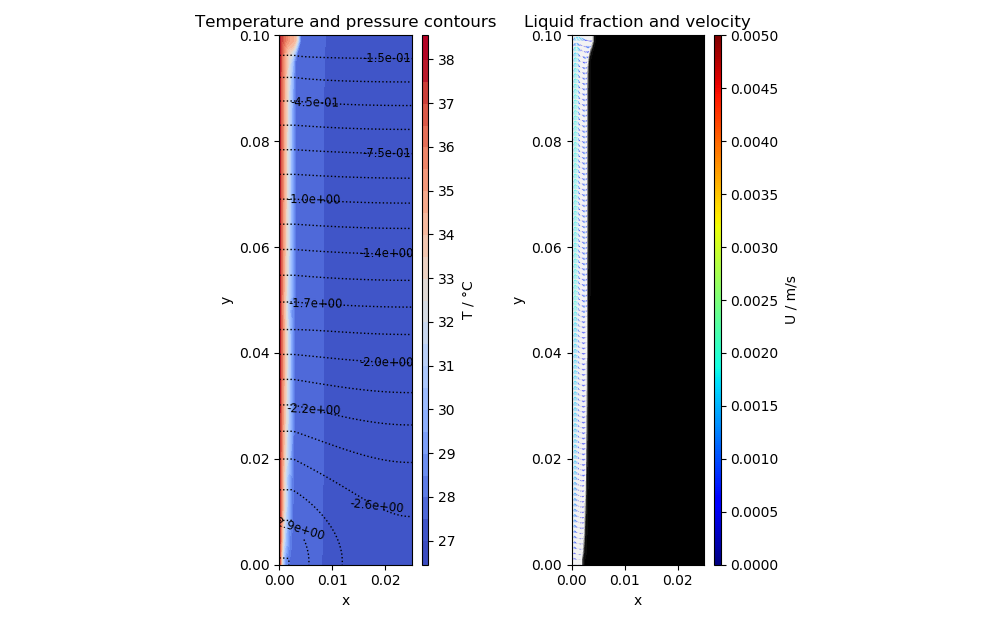 Temperature and pressure contours
0.10
0.08
0.06
0.04
0.02
0.00
y
0.00
0.01
0.02
x
-1.5e-01
-4.5e-01
-7.5e-01
-1.0e+00
-1.4e+00
-1.7e+00
-2.0e+00
-2.2e+00
-2.6e+00
38
37
36
35
34
33
32
31
30
29
28
27
T / °C
Liquid fraction and velocity
0.10
0.08
0.06
0.04
0.02
0.00
y
0.00
0.01
0.02
x
0.0050
0.0045
0.0040
0.0035
0.0030
0.0025
0.0020
0.0015
0.0010
0.0005
0.0000
U / m/s